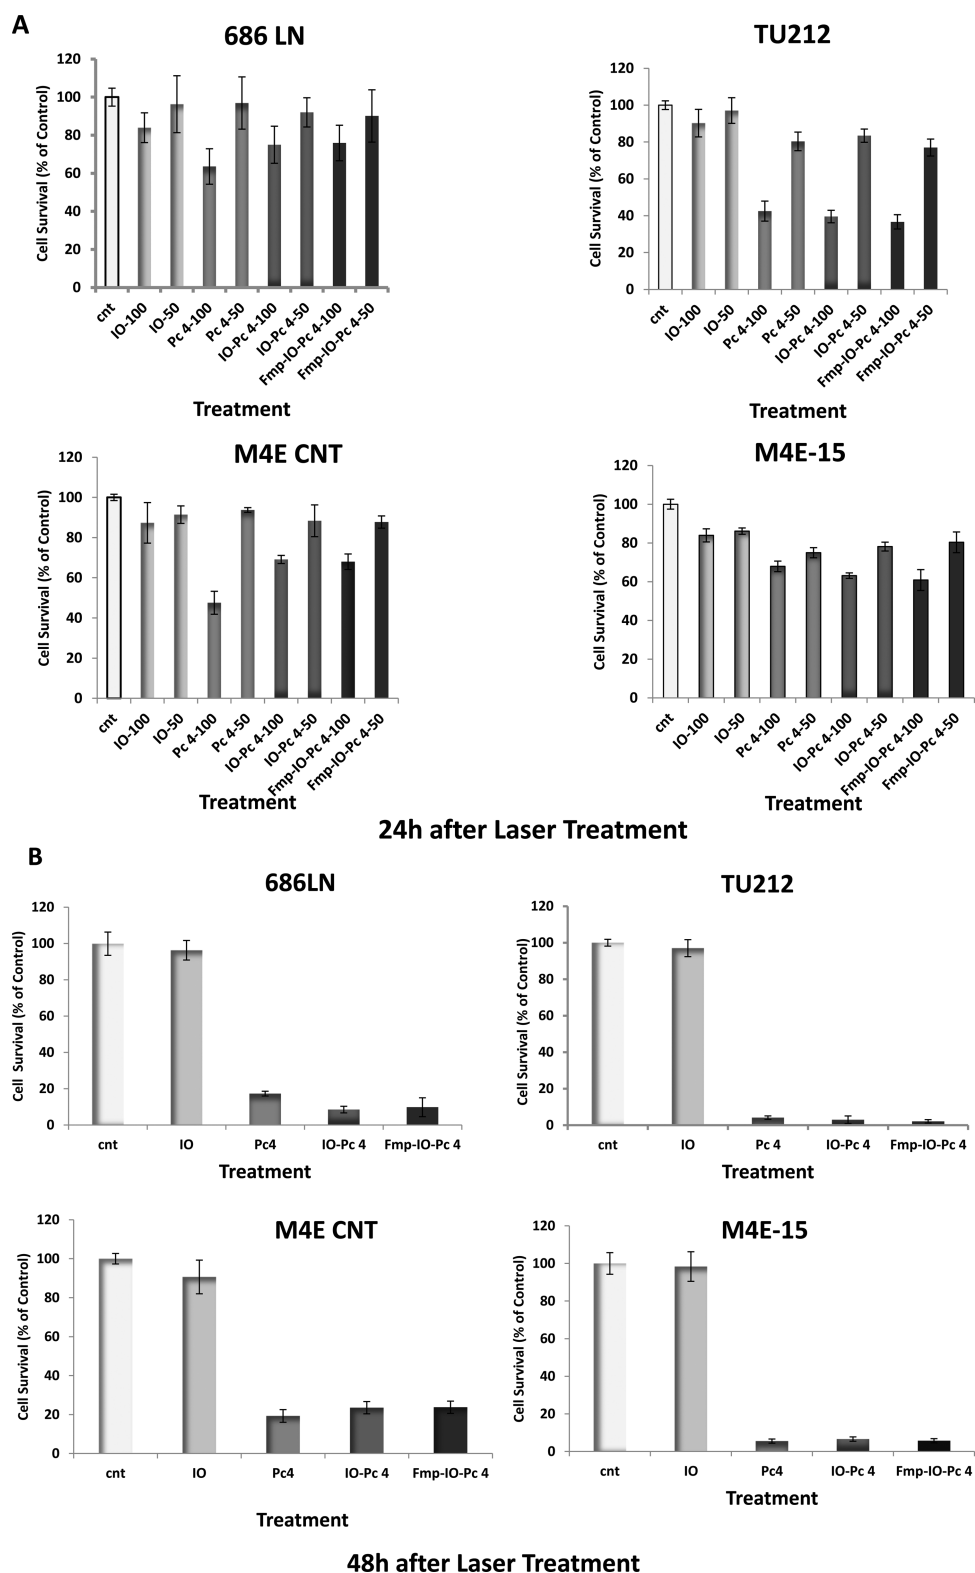 A
686 LN
Cell Survival (% of Control)
120
100
80
60
40
20
0
cnt
IO-100
IO-50
Pc 4-100
Pc 4-50
IO-Pc 4-100
IO-Pc 4-50
Fmp-IO-Pc 4-100
Fmp-IO-Pc 4-50
Treatment
TU212
Cell Survival (% of Control)
120
100
80
60
40
20
0
cnt
IO-100
IO-50
Pc 4-100
Pc 4-50
IO-Pc 4-100
IO-Pc 4-50
Fmp-IO-Pc 4-100
Fmp-IO-Pc 4-50
Treatment
M4E CNT
Cell Survival (% of Control)
120
100
80
60
40
20
0
cnt
IO-100
IO-50
Pc 4-100
Pc 4-50
IO-Pc 4-100
IO-Pc 4-50
Fmp-IO-Pc 4-100
Fmp-IO-Pc 4-50
Treatment
M4E-15
Cell Survival (% of Control)
120
100
80
60
40
20
0
cnt
IO-100
IO-50
Pc 4-100
Pc 4-50
IO-Pc 4-100
IO-Pc 4-50
Fmp-IO-Pc 4-100
Fmp-IO-Pc 4-50
Treatment
24h after Laser Treatment
B
686LN
Cell Survival (% of Control)
120
100
80
60
40
20
0
cnt IO Pc4 IO-Pc 4 Fmp-IO-Pc 4
Treatment
TU212
Cell Survival (% of Control)
120
100
80
60
40
20
0
cnt IO Pc 4 IO-Pc 4 Fmp-IO-Pc 4
Treatment
M4E CNT
Cell Survival (% of Control)
120
100
80
60
40
20
0
cnt IO Pc4 IO-Pc 4 Fmp-IO-Pc 4
Treatment
M4E-15
Cell Survival (% of Control)
120
100
80
60
40
20
0
cnt IO Pc4 IO-Pc 4 Fmp-IO-Pc 4
Treatment
48h after Laser Treatment